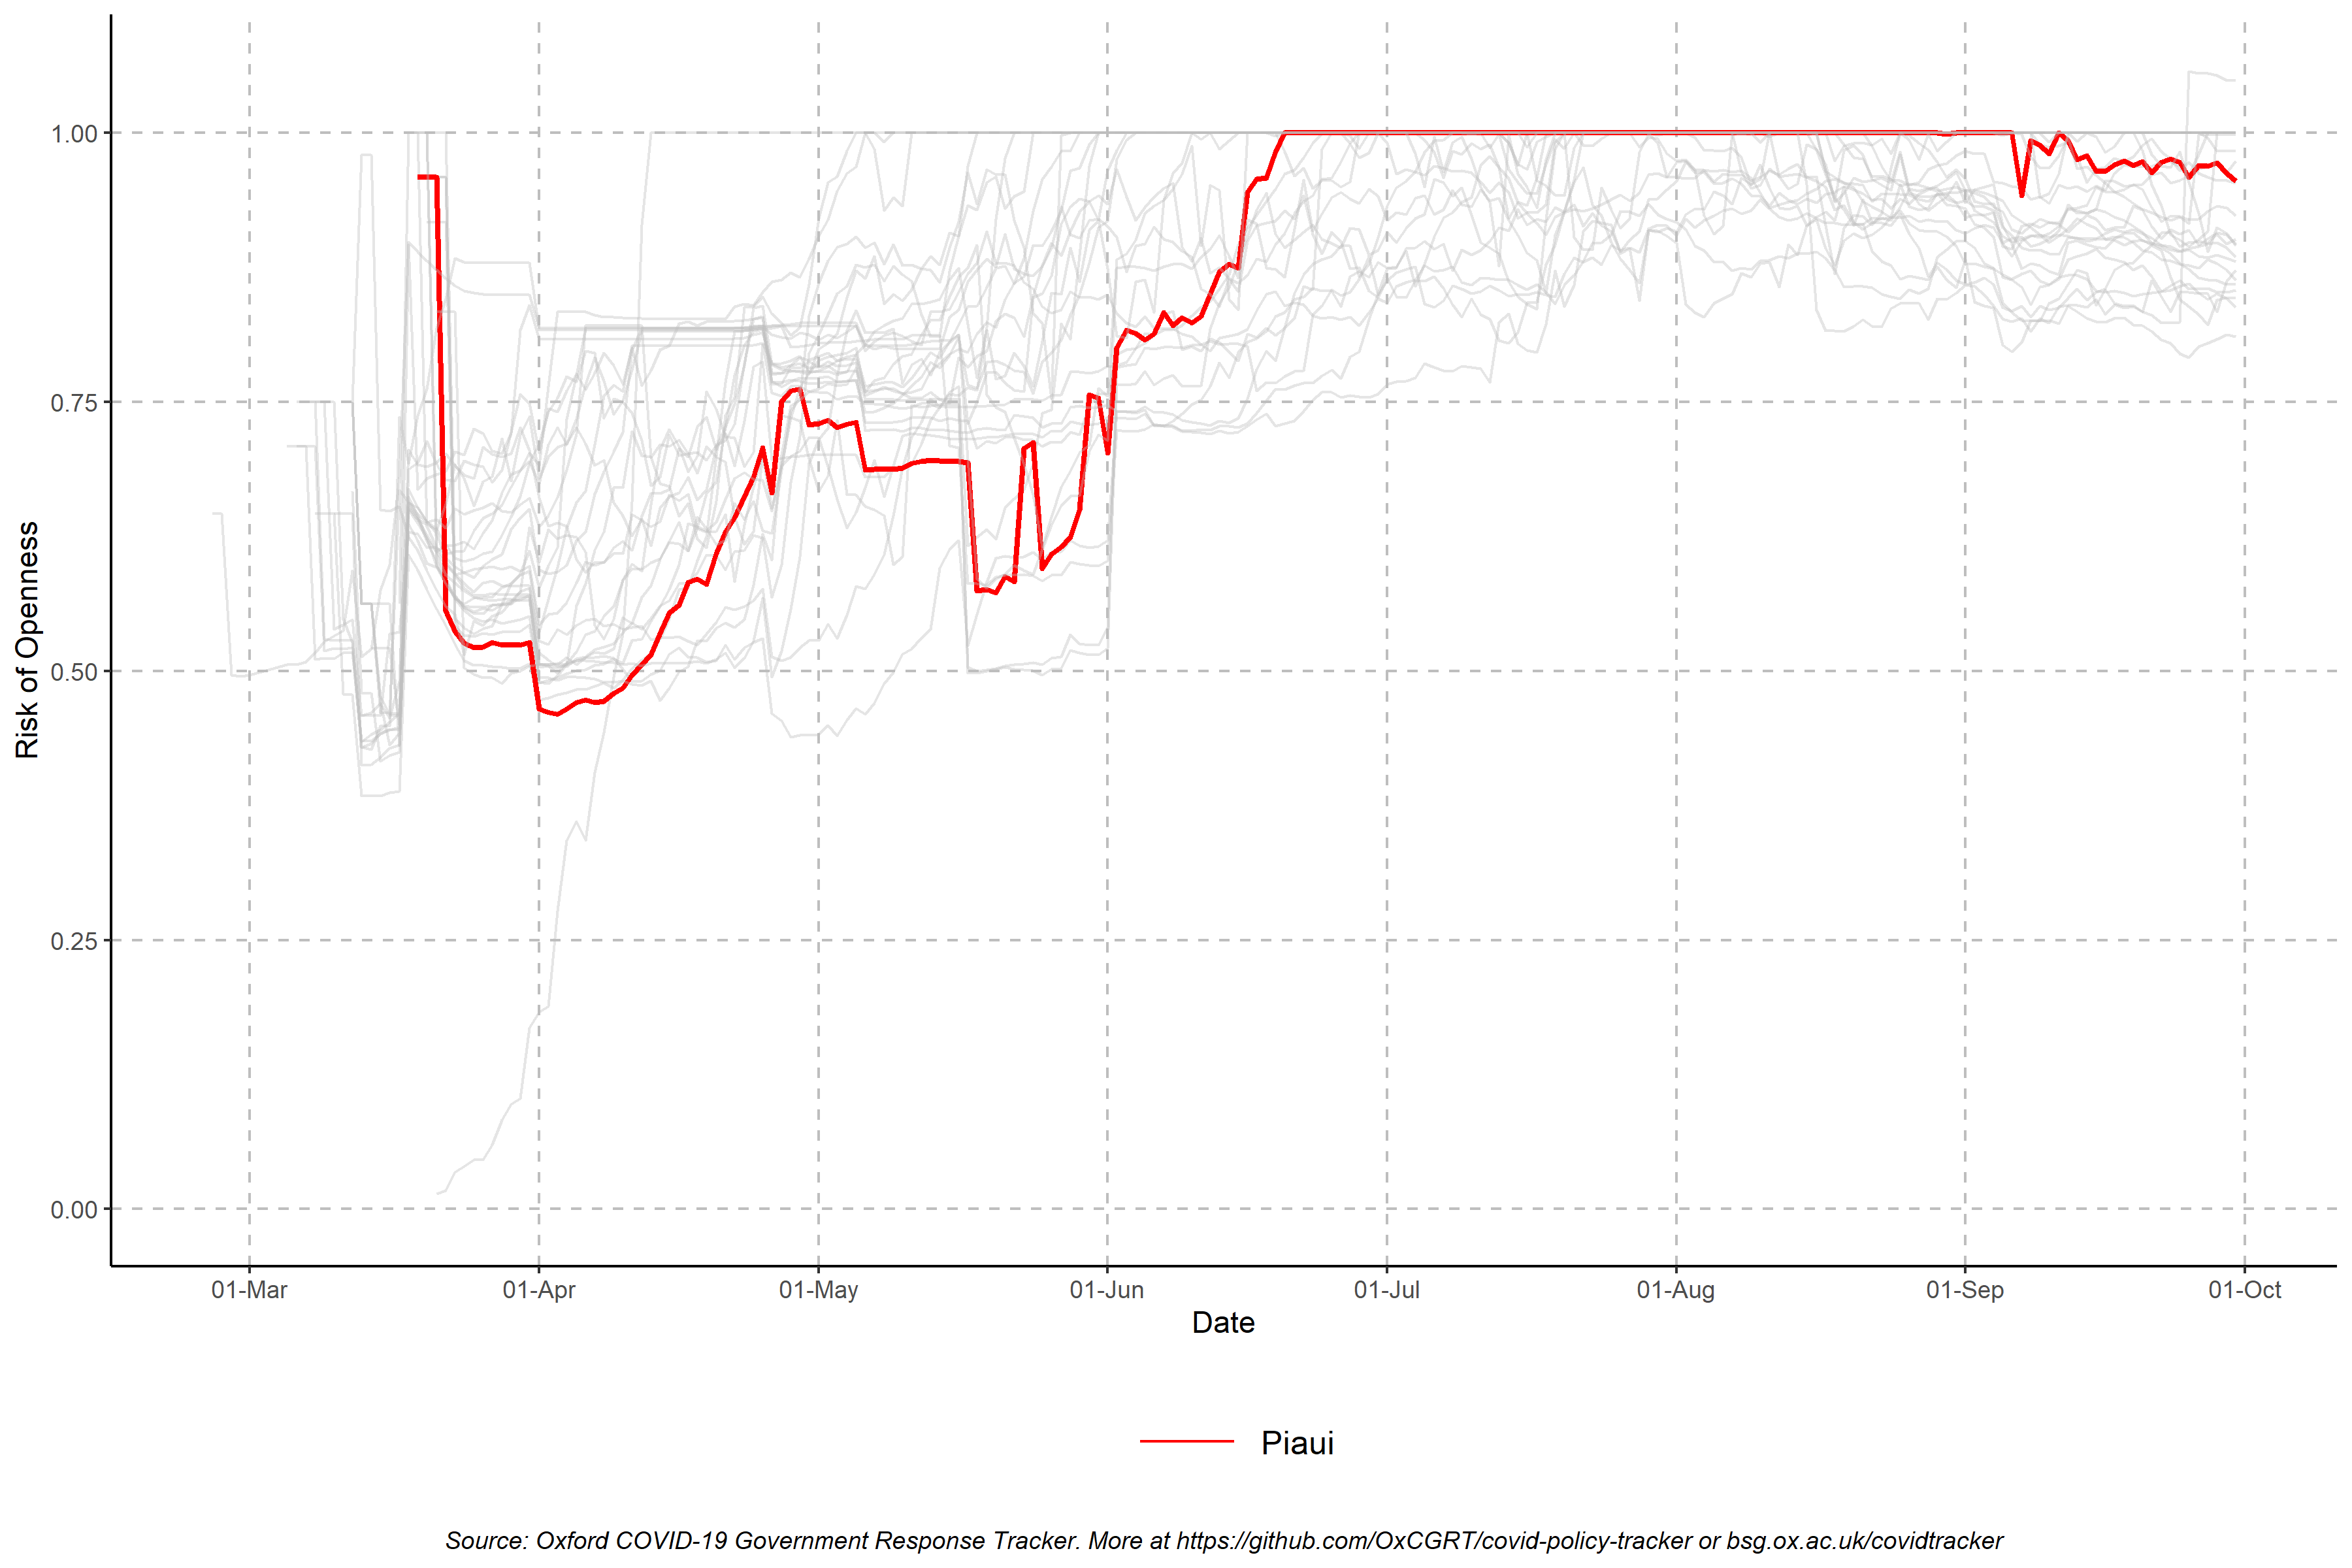 1.00
0.75
0.50
0.25
0.00
Risk of Openness
01-Mar 01-Apr 01-May 01-Jun 01-Jul 01-Aug 01-Sep 01-Oct
Date
Piaui
Source: Oxford COVID-19 Government Response Tracker. More at https://github.com/OxCGRT/covid-policy-tracker or bsg.ox.ac.uk/covidtracker